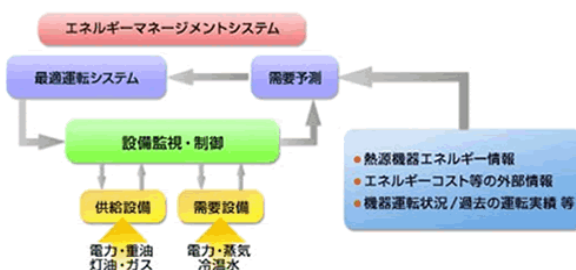 エネルギーマネージメントシステム
最適運転システム
需要予測
設備監視・制御
• 熱源機器エネルギー情報
• エネルギーコスト等の外部情報
• 機器運転状況/過去の運転実績 等
供給設備
需要設備
電力・重油
灯油・ガス
電力・蒸気
冷温水